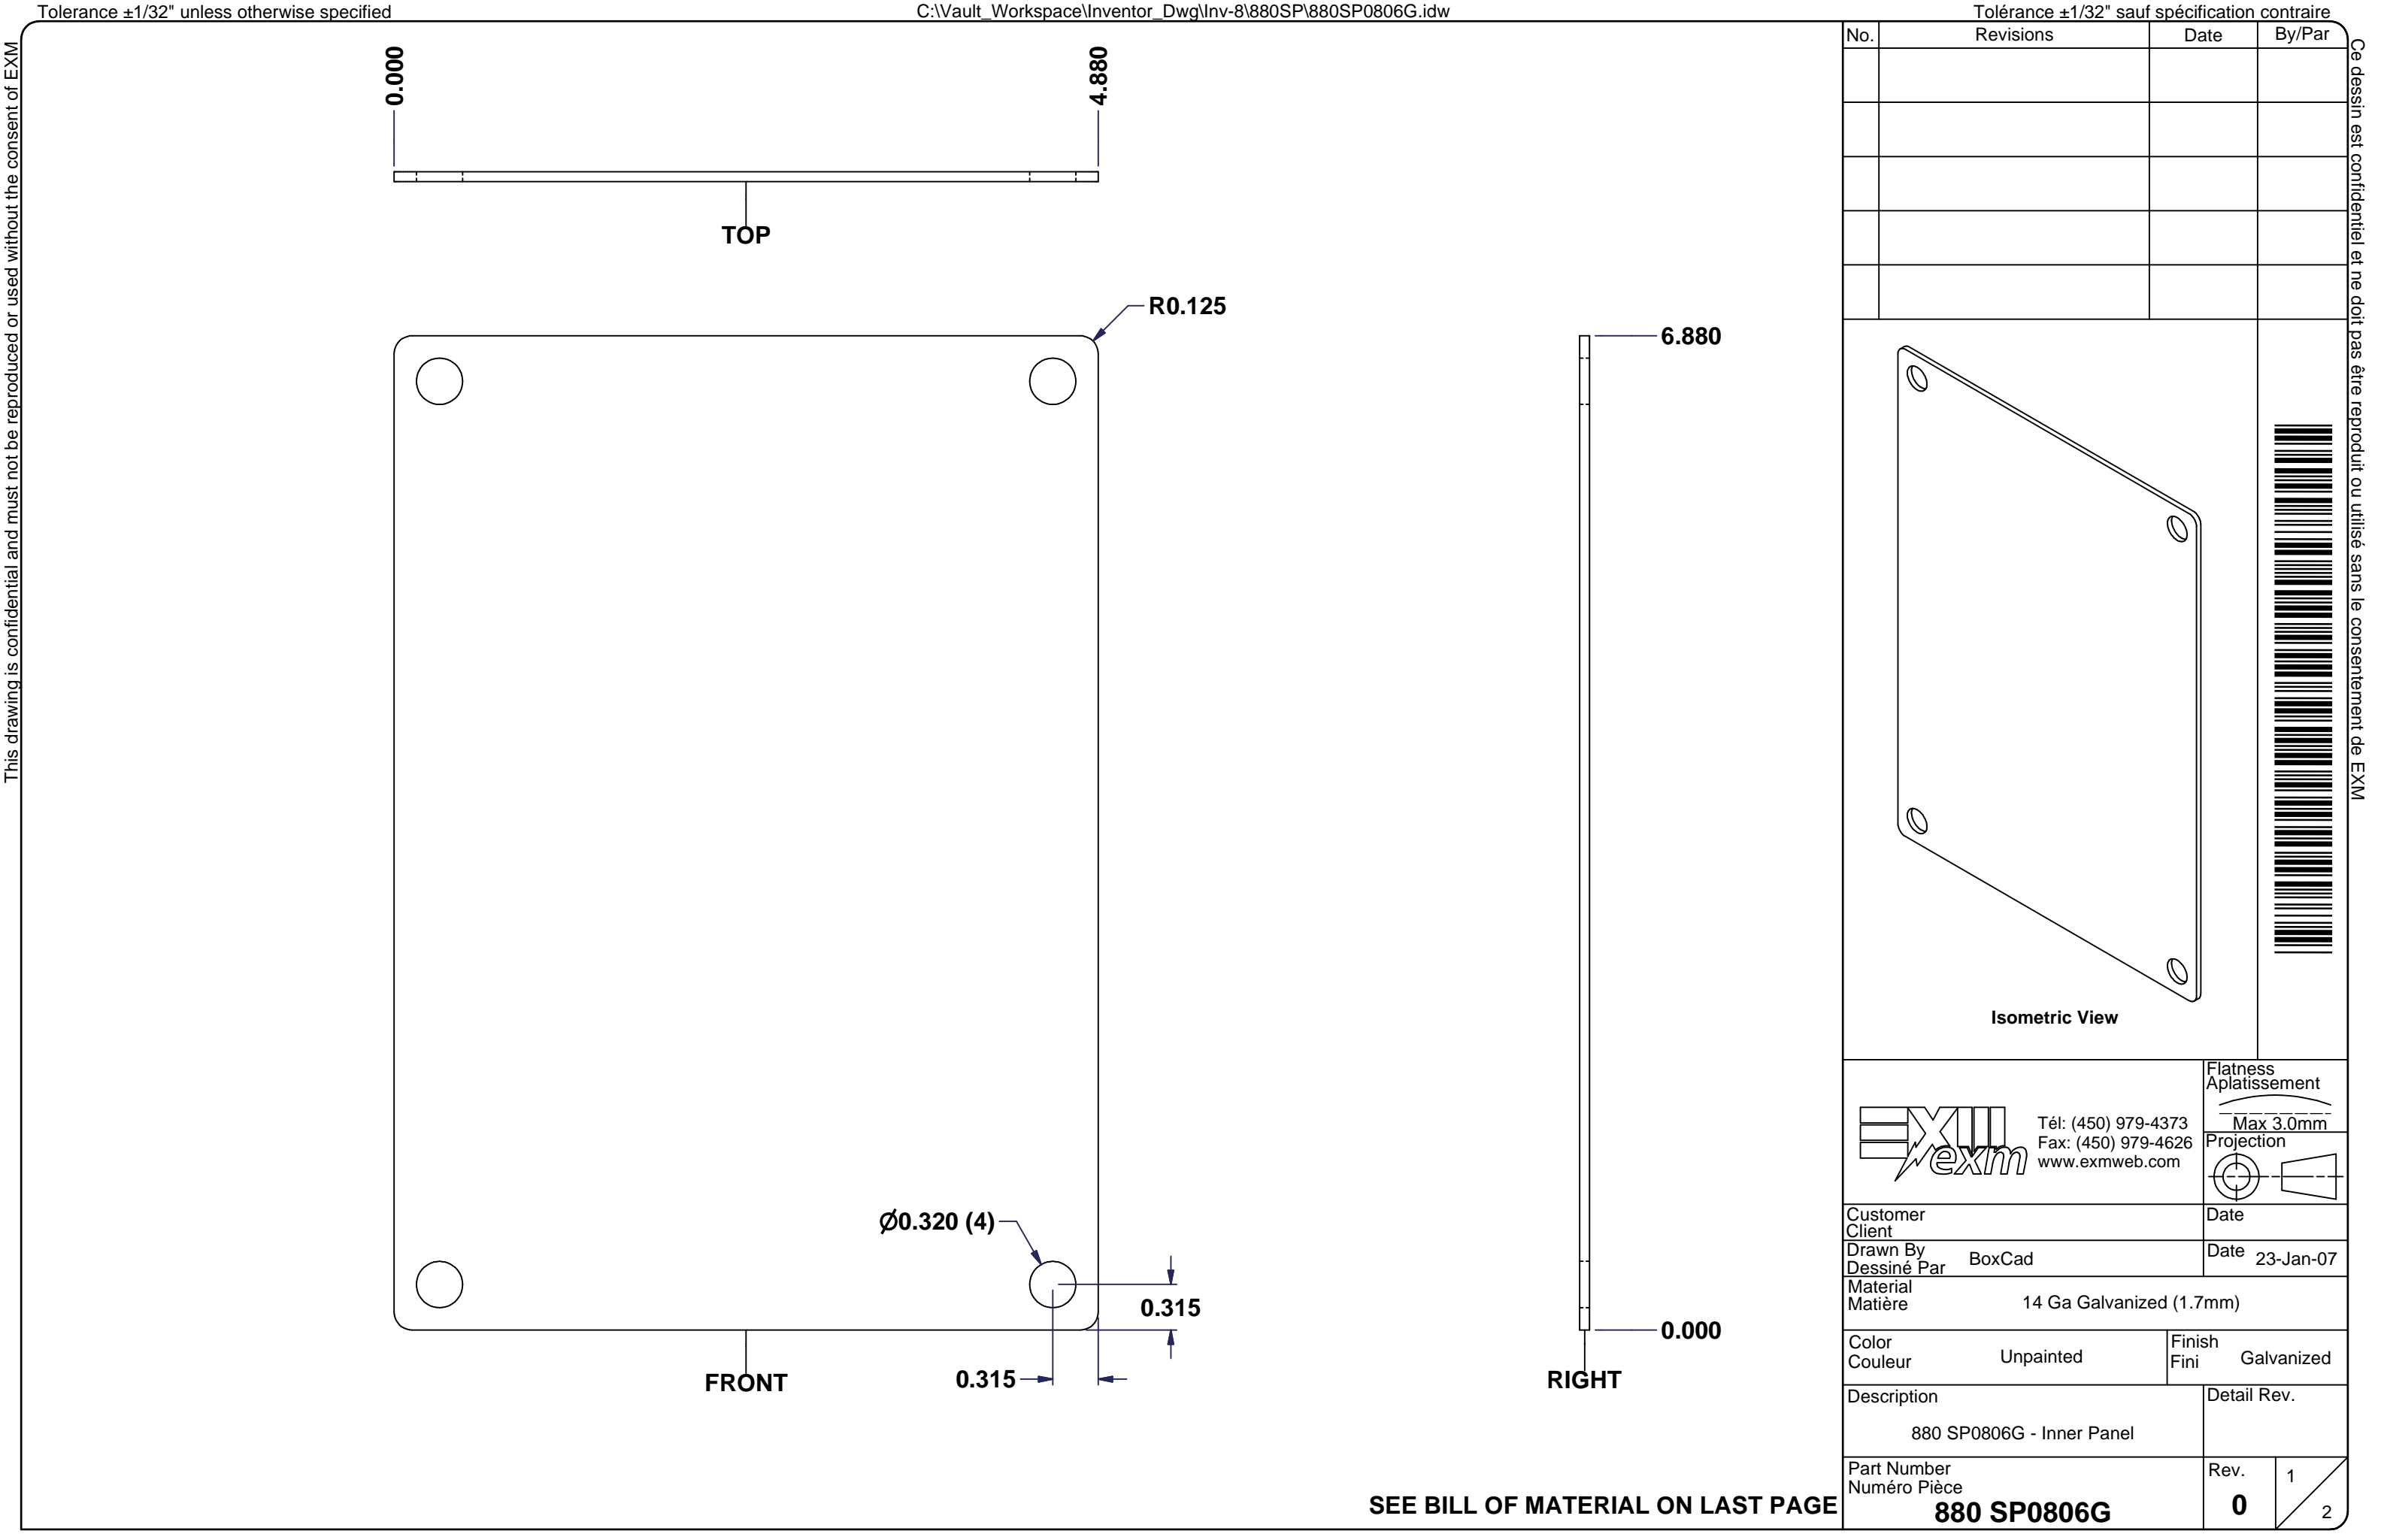 Tolerance ±1/32" unless otherwise specified
C:\Vault_Workspace\Inventor_Dwg\Inv-8\880SP\880SP0806G.idw
Tolérance ±1/32" sauf spécification contraire
This drawing is confidential and must not be reproduced or used without the consent of EXM
Ce dessin est confidentiel et ne doit pas être reproduit ou utilisé sans le consentement de EXM
No. Revisions Date By/Par
0.000
4.880
TOP
R0.125
6.880
Ø0.320 (4)
0.315
0.315
0.000
FRONT
RIGHT
Isometric View
Flatness
Aplatissement
Max 3.0mm
Projection
exm
Tél: (450) 979-4373
Fax: (450) 979-4626
www.exmweb.com
Customer
Client
Date
Drawn By
Dessiné Par
BoxCad
Date 23-Jan-07
Material
Matière
14 Ga Galvanized (1.7mm)
Color
Couleur
Unpainted
Finish
Fini
Galvanized
Description
880 SP0806G - Inner Panel
Detail Rev.
Part Number
Numéro Pièce
880 SP0806G
Rev.
0
1
2
SEE BILL OF MATERIAL ON LAST PAGE